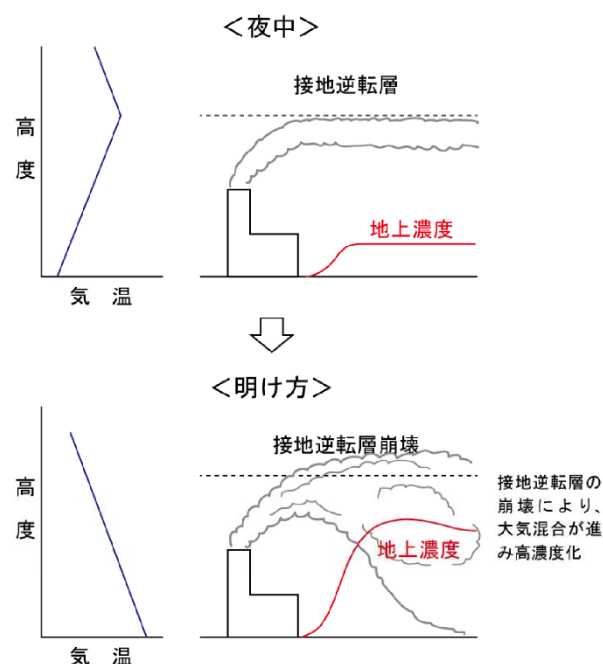 ＜夜中＞
接地逆転層
高度
地上濃度
気 温
＜明け方＞
接地逆転層崩壊
高度
接地逆転層の
崩壊により、
大気混合が進
み高濃度化
地上濃度
気 温